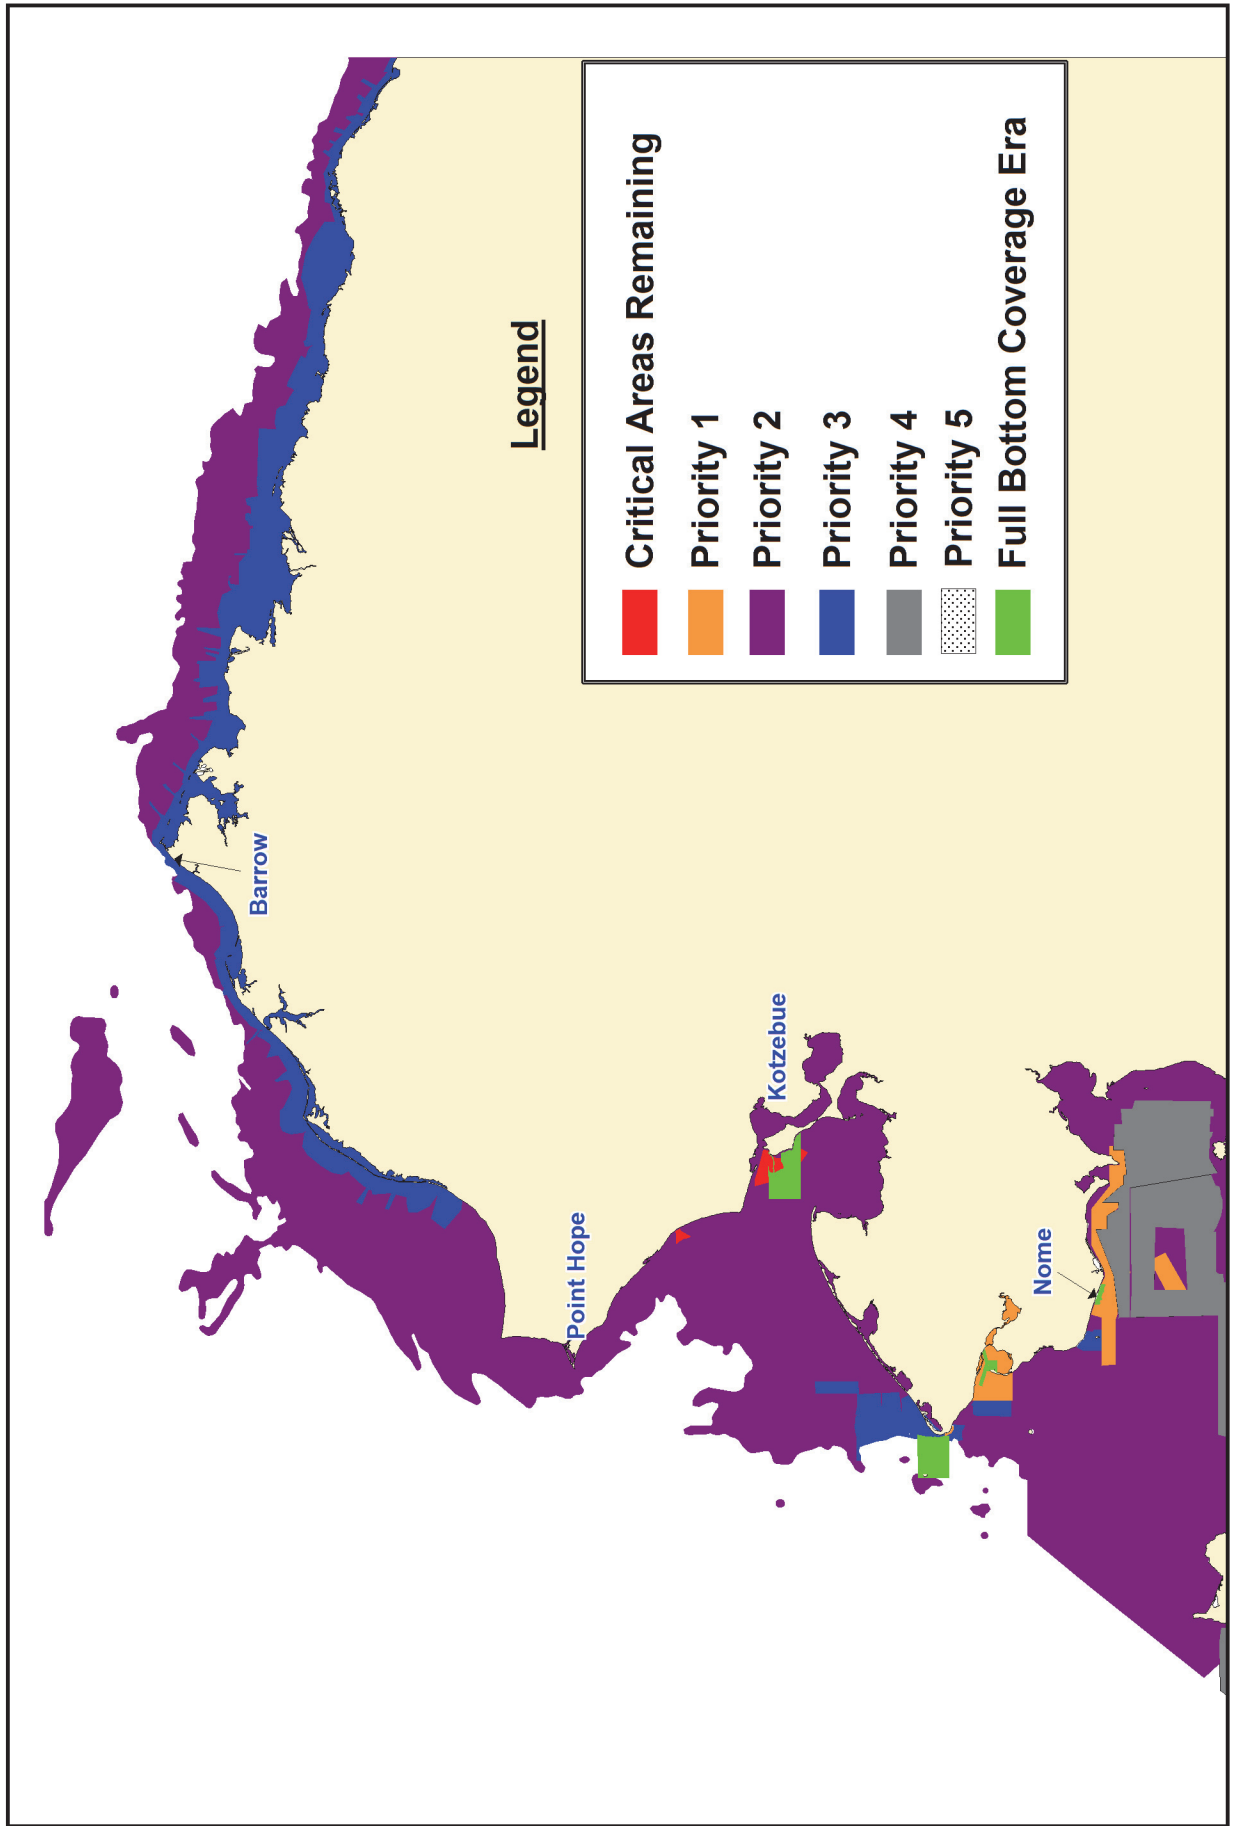 Barrow
Point Hope
Kotzebue
Nome
Legend
Critical Areas Remaining
Priority 1
Priority 2
Priority 3
Priority 4
Priority 5
Full Bottom Coverage Era